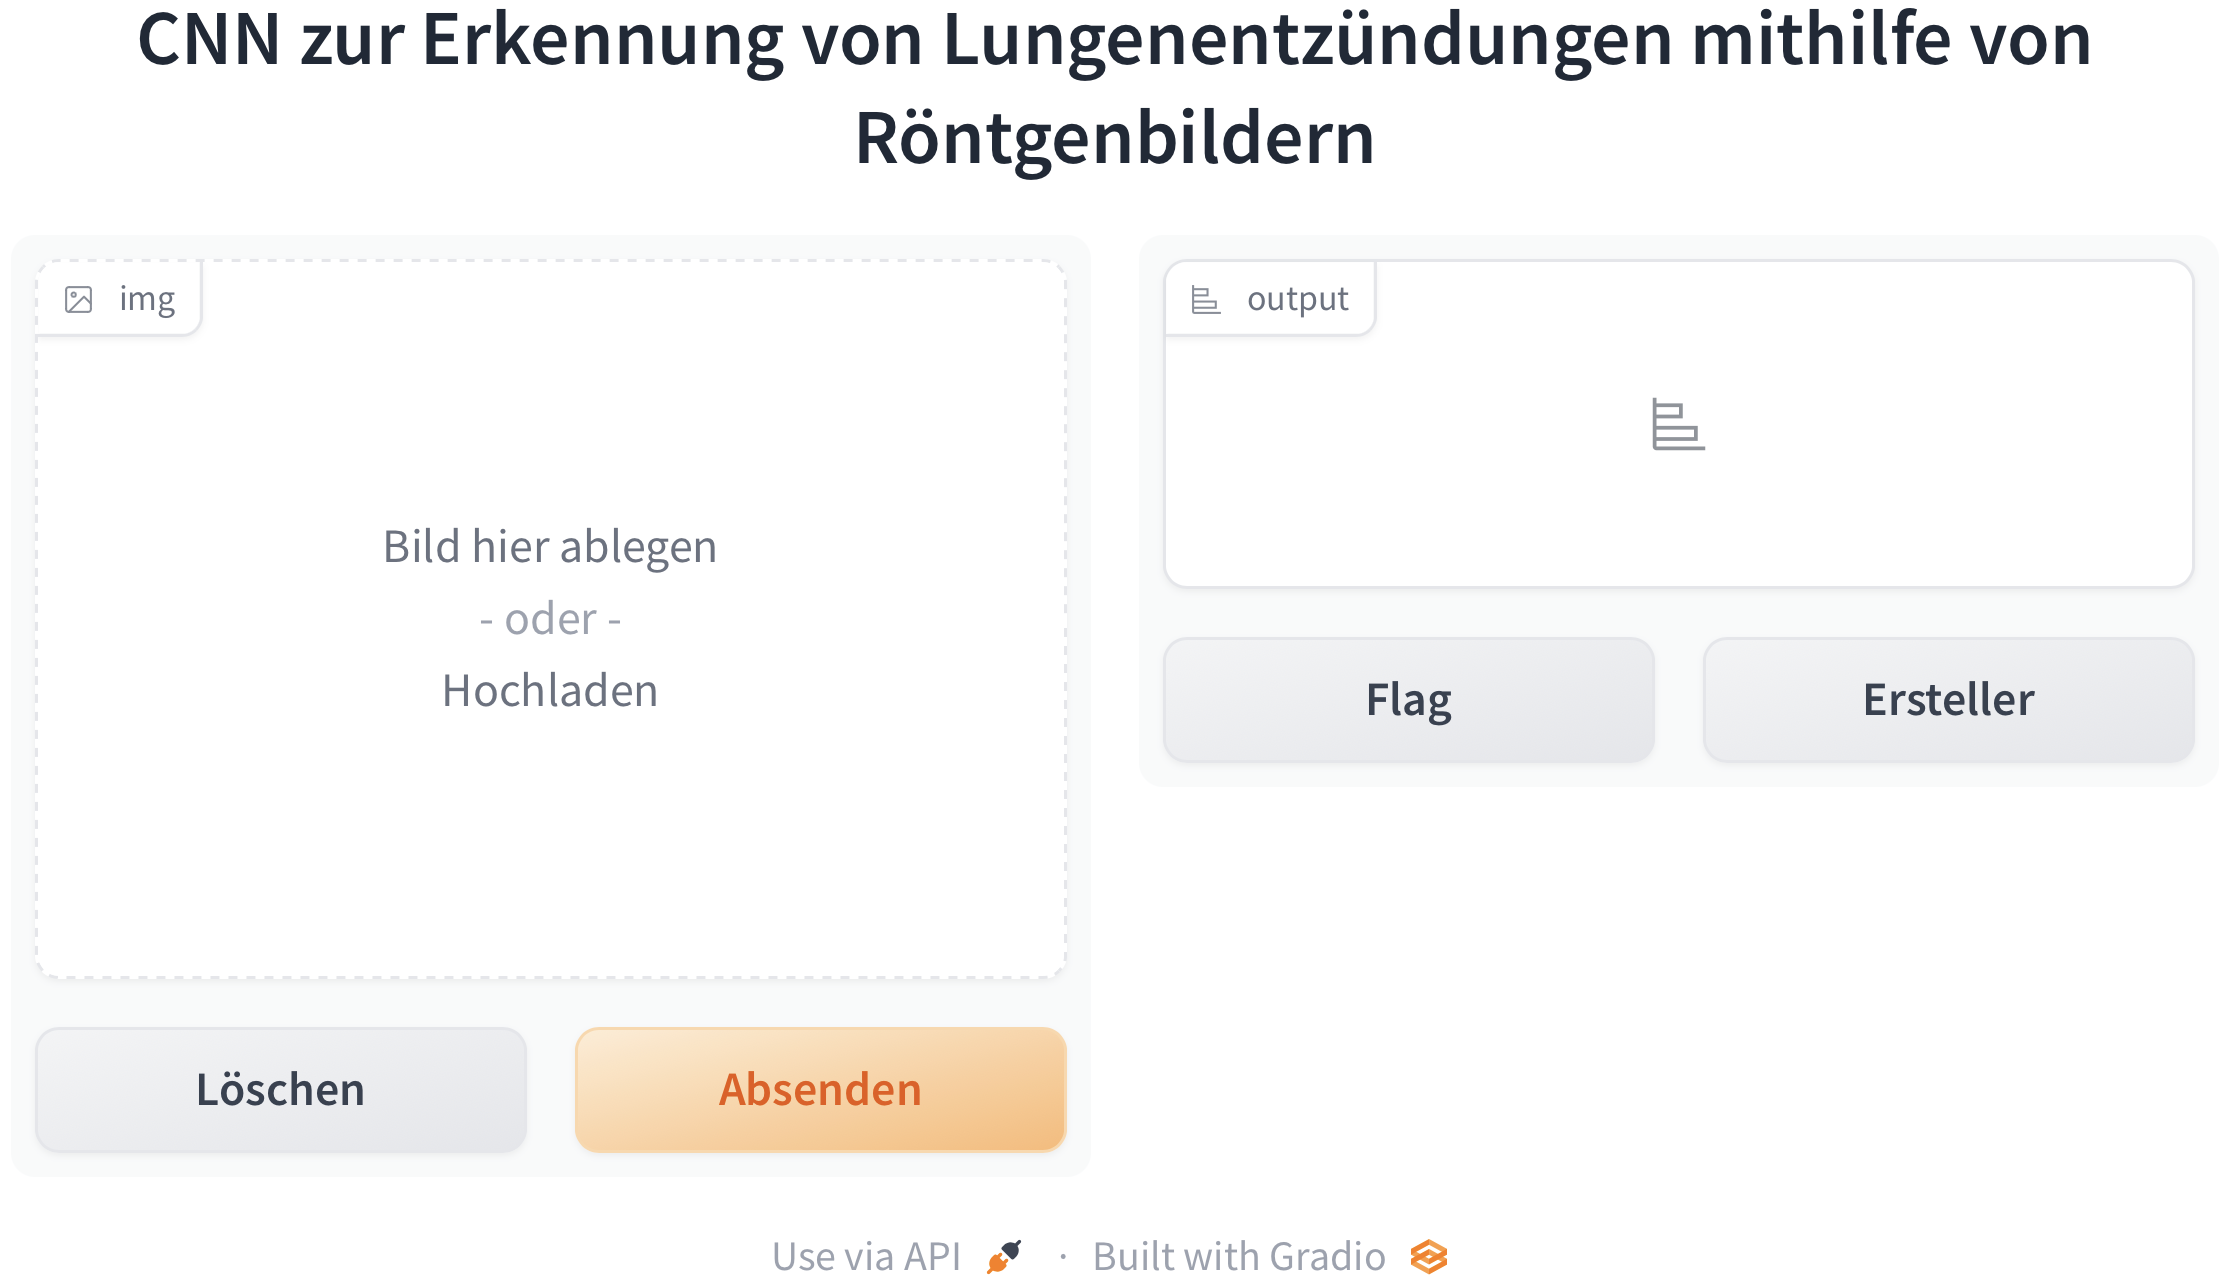 CNN zur Erkennung von Lungenentzündungen mithilfe von
Röntgenbildern
img
Bild hier ablegen
- oder -
Hochladen
Löschen
Absenden
output
Flag
Ersteller
Use via API · Built with Gradio